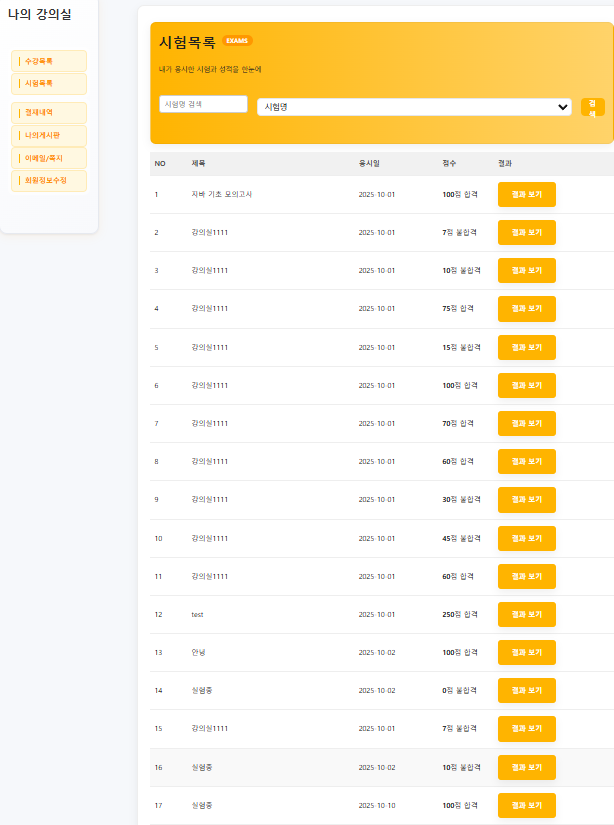 나의 강의실
수강목록
시험목록
결제내역
나의게시판
이메일/쪽지
회원정보수정
시험목록 EXAMS
내가 응시한 시험과 성적을 한눈에
시험명 검색 시험명 검색
NO 제목 응시일 점수 결과
1 자바 기초 모의고사 2025-10-01 100점 합격 결과 보기
2 강의실1111 2025-10-01 7점 불합격 결과 보기
3 강의실1111 2025-10-01 10점 불합격 결과 보기
4 강의실1111 2025-10-01 75점 합격 결과 보기
5 강의실1111 2025-10-01 15점 불합격 결과 보기
6 강의실1111 2025-10-01 100점 합격 결과 보기
7 강의실1111 2025-10-01 70점 합격 결과 보기
8 강의실1111 2025-10-01 60점 합격 결과 보기
9 강의실1111 2025-10-01 30점 불합격 결과 보기
10 강의실1111 2025-10-01 45점 불합격 결과 보기
11 강의실1111 2025-10-01 60점 합격 결과 보기
12 test 2025-10-01 250점 합격 결과 보기
13 안녕 2025-10-02 100점 합격 결과 보기
14 실험중 2025-10-02 0점 불합격 결과 보기
15 강의실1111 2025-10-01 7점 불합격 결과 보기
16 실험중 2025-10-02 10점 불합격 결과 보기
17 실험중 2025-10-10 100점 합격 결과 보기